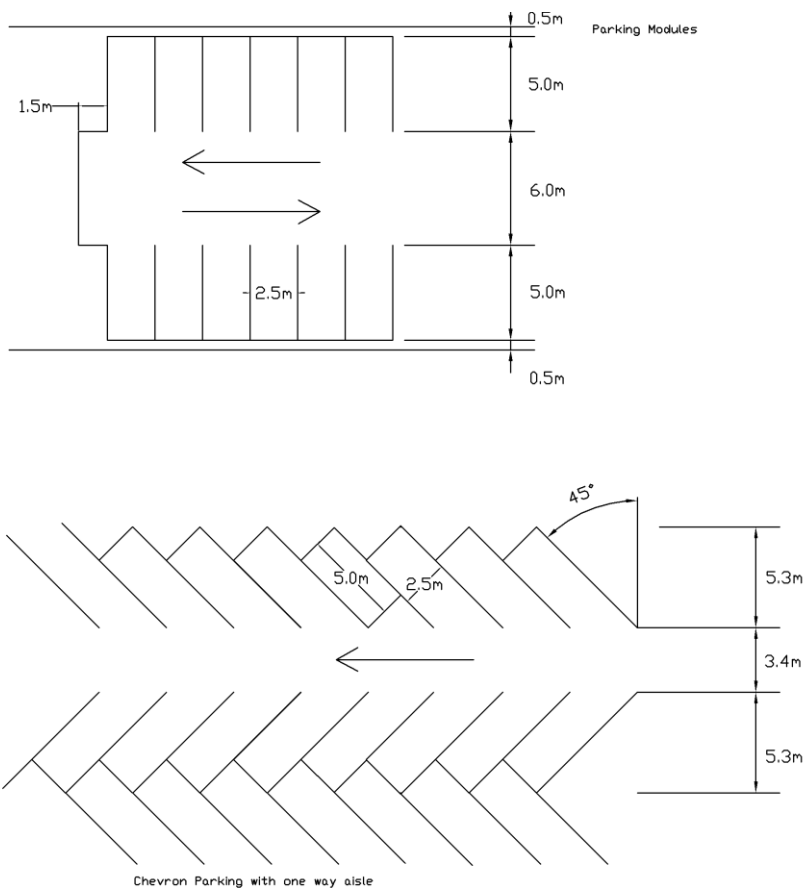 0.5m
Parking Modules
5.0m
1.5m
6.0m
2.5m
5.0m
0.5m
45°
5.0m
2.5m
5.3m
3.4m
5.3m
Chevron Parking with one way aisle